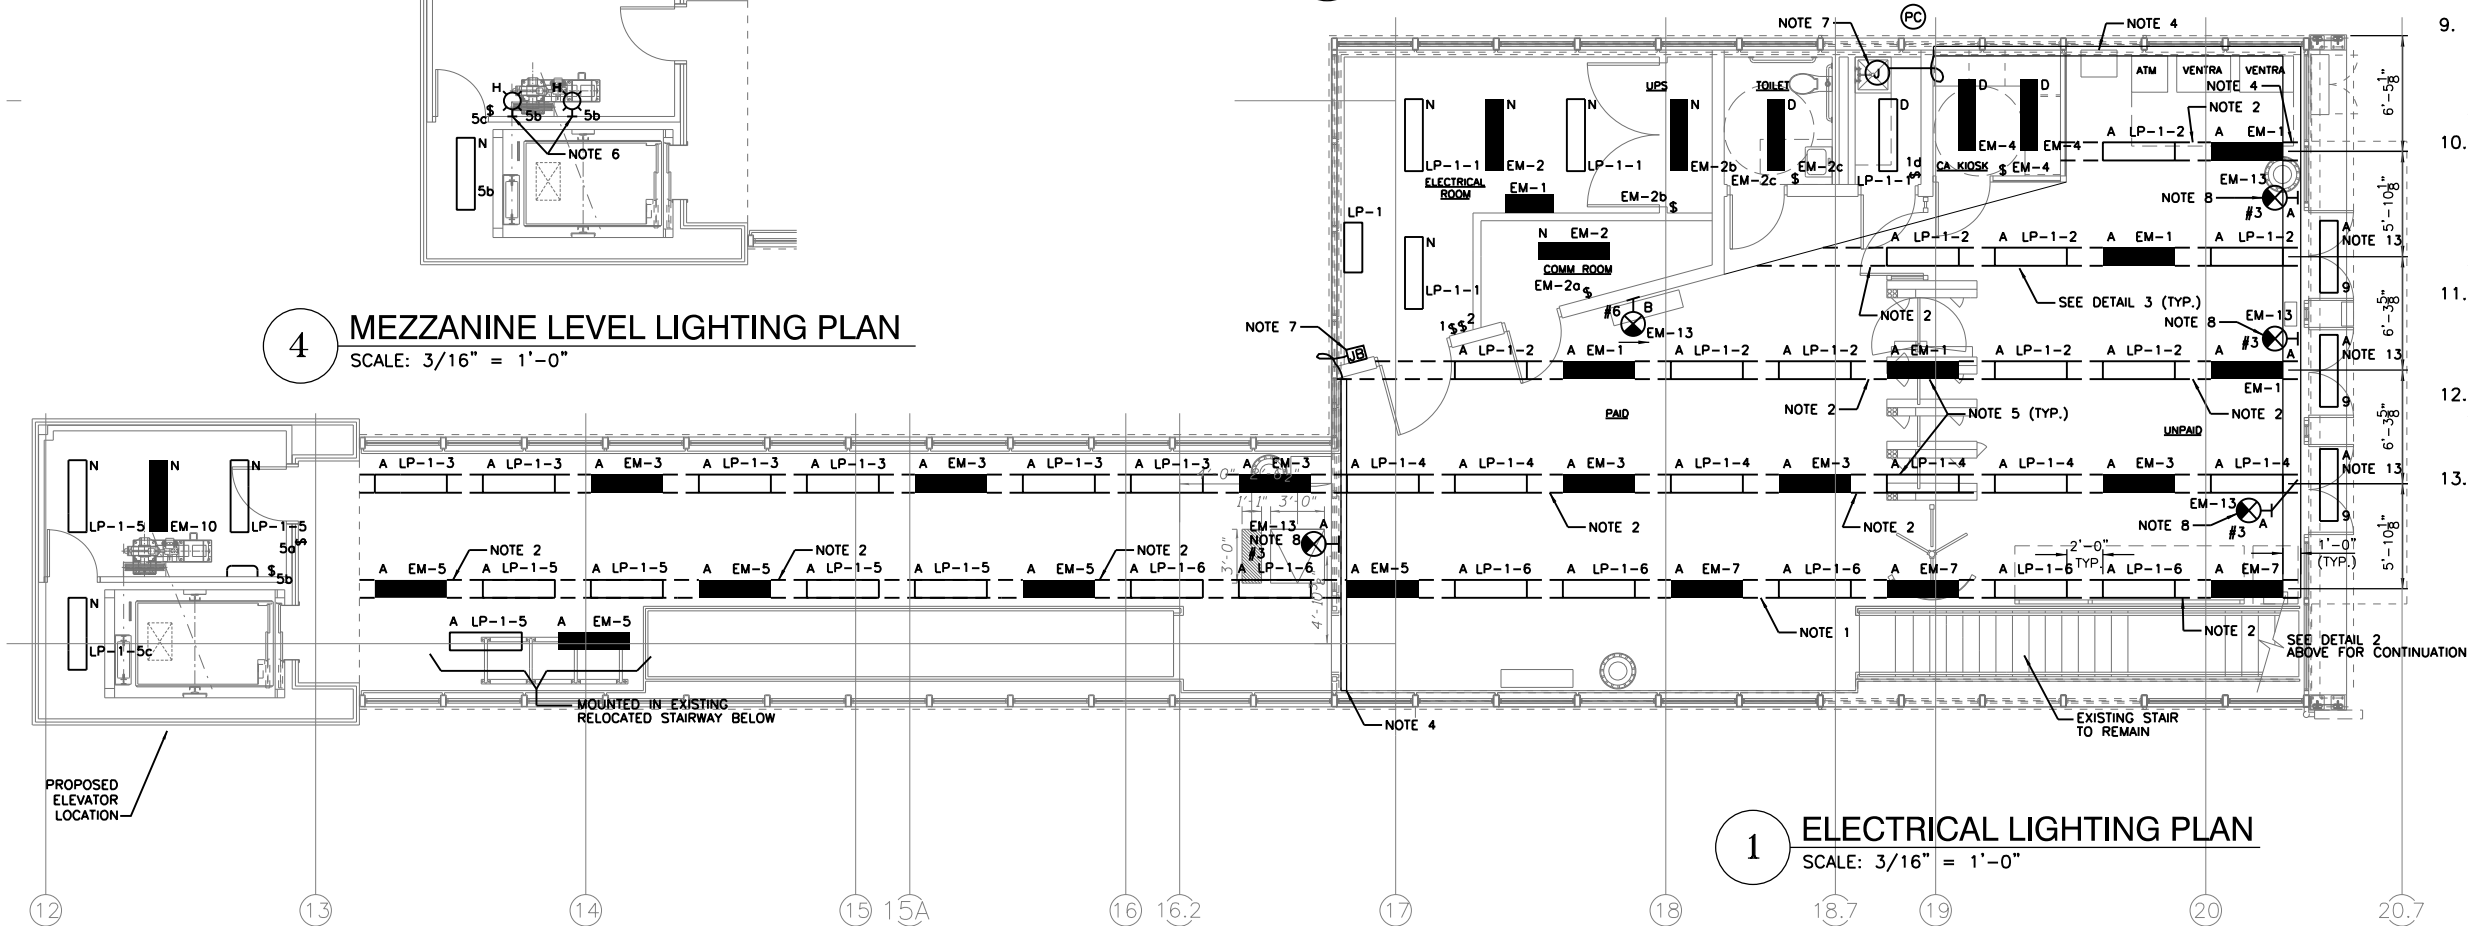 9.
10.
11.
12.
13.
H
H
5c
$
5b
5b
NOTE 6
N
5b
4
MEZZANINE LEVEL LIGHTING PLAN
SCALE: 3/16" = 1'-0"
NOTE 7
PC
NOTE 4
J
UPS
TOILET
ATM
VENTRA
VENTRA
NOTE 4
NOTE 2
N
N
N
N
D
D
D
D
A LP-1-2
A EM-1
LP-1-1
EM-2
LP-1-1
EM-2b
EM-2c
EM-2c
$
LP-1-1
1d
$
EM-4
EM-4
CA KIOSK
$ EM-4
ELECTRICAL
ROOM
EM-1
EM-2b
$
EM-13
NOTE 8
#3
A
LP-1
N
N EM-2
COMM ROOM
EM-2a
$
LP-1-1
A LP-1-2
A LP-1-2
A EM-1
A LP-1-2
A
NOTE 13
9
SEE DETAIL 3 (TYP.)
NOTE 2
#6
B
EM-13
1
$$
2
NOTE 7
JB
EM-13
NOTE 8
#3
A
A
NOTE 13
9
A LP-1-2
A EM-1
A LP-1-2
A LP-1-2
A EM-1
A LP-1-2
A LP-1-2
A
EM-1
NOTE 2
NOTE 5 (TYP.)
NOTE 2
PAID
UNPAID
6'-5 1/8"
5'-10 1/8"
6'-3 5/8"
6'-3 5/8"
5'-10 1/8"
N
N
N
LP-1-5
EM-10
LP-1-5
5a
$
$
5b
N
LP-1-5c
A LP-1-3
A LP-1-3
A EM-3
A LP-1-3
A EM-3
A LP-1-3
A LP-1-3
A EM-3
A LP-1-4
A LP-1-4
A EM-3
A LP-1-4
A EM-3
A LP-1-4
A LP-1-4
A EM-3
A LP-1-4
A
NOTE 13
9
1'-1"
3'-0"
3'-0"
EM-13
NOTE 8
#3
A
NOTE 2
NOTE 2
EM-13
NOTE 8
#3
A
NOTE 2
NOTE 2
NOTE 2
2'-0"
TYP.
1'-0"
(TYP.)
A EM-5
A LP-1-5
A LP-1-5
A EM-5
A LP-1-5
A LP-1-5
A EM-5
A LP-1-6
A LP-1-6
A EM-5
A LP-1-6
A LP-1-6
A EM-7
A LP-1-6
A EM-7
A LP-1-6
A LP-1-6
A EM-7
A LP-1-5
A EM-5
NOTE 1
NOTE 2
SEE DETAIL 2
ABOVE FOR CONTINUATION
MOUNTED IN EXISTING
RELOCATED STAIRWAY BELOW
NOTE 4
EXISTING STAIR
TO REMAIN
PROPOSED
ELEVATOR
LOCATION
1
ELECTRICAL LIGHTING PLAN
SCALE: 3/16" = 1'-0"
12
13
14
15
15A
16
16.2
17
18
18.7
19
20
20.7